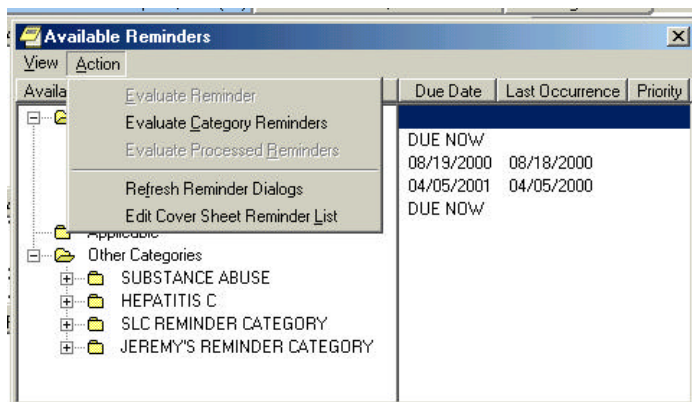 Available Reminders
View Action
Availa Due Date Last Occurrence Priority
Evaluate Reminder
Evaluate Category Reminders
DUE NOW
Evaluate Processed Reminders
08/19/2000 08/18/2000
Refresh Reminder Dialogs
04/05/2001 04/05/2000
Edit Cover Sheet Reminder List
DUE NOW
Applicable
Other Categories
SUBSTANCE ABUSE
HEPATITIS C
SLC REMINDER CATEGORY
JEREMY'S REMINDER CATEGORY